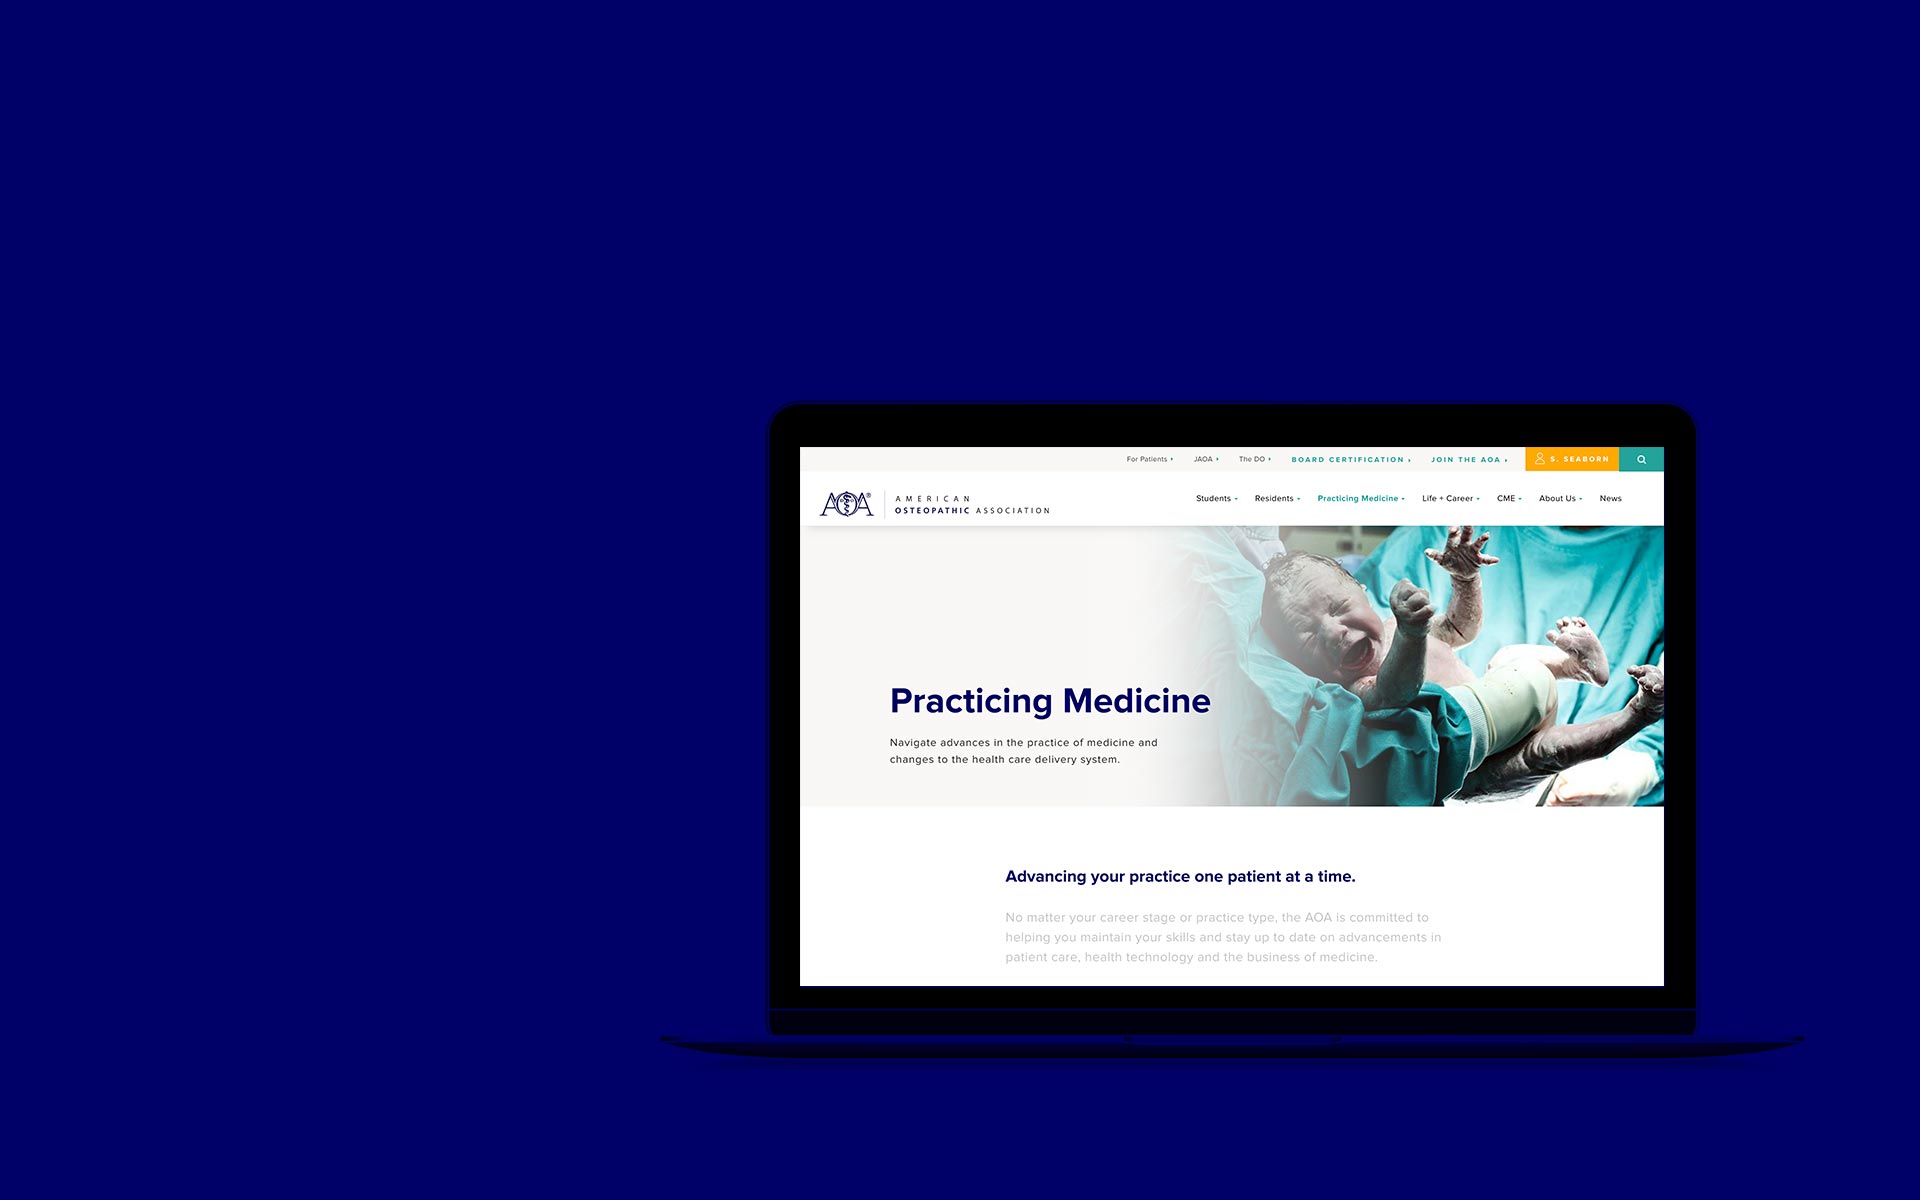 For Patients JAOA The DO BOARD CERTIFICATION JOIN THE AOA S. SEABORN
AOA® AMERICAN
OSTEOPATHIC ASSOCIATION
Students Residents Practicing Medicine Life + Career CME About Us News
Practicing Medicine
Navigate advances in the practice of medicine and
changes to the health care delivery system.
Advancing your practice one patient at a time.
No matter your career stage or practice type, the AOA is committed to
helping you maintain your skills and stay up to date on advancements in
patient care, health technology and the business of medicine.